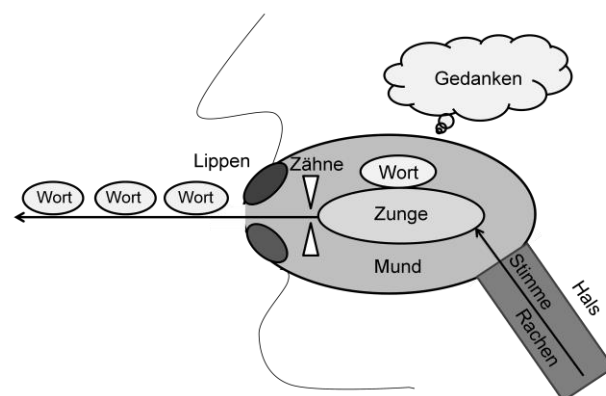 Gedanken
Lippen
Zähne
Wort
Wort
Wort
Wort
Zunge
Mund
Stimme
Rachen
Hals